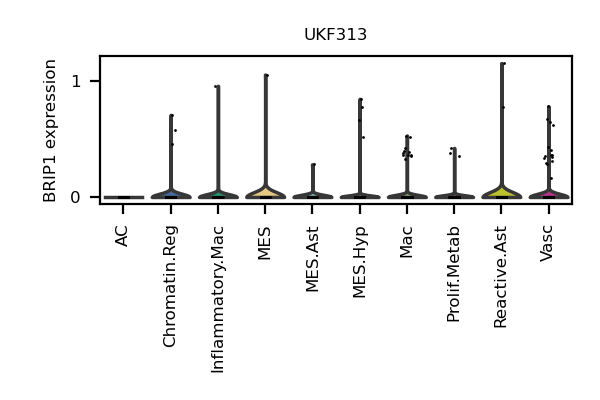 UKF313
BRIP1 expression
1
0
AC
Chromatin.Reg
Inflammatory.Mac
MES
MES.Ast
MES.Hyp
Mac
Prolif.Metab
Reactive.Ast
Vasc